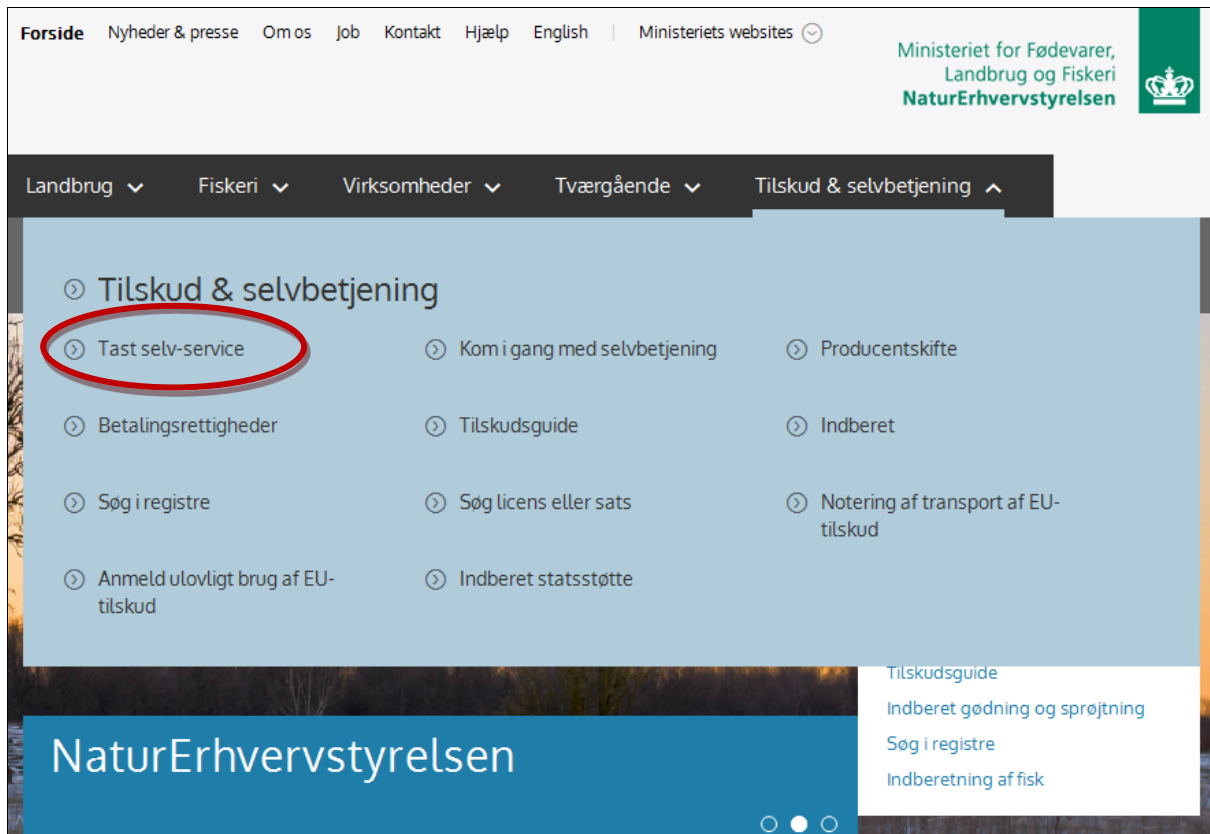 Forside Nyheder & presse Om os Job Kontakt Hjælp English Ministeriets websites
Ministeriet for Fødevarer,
Landbrug og Fiskeri
NaturErhvervstyrelsen
Landbrug Fiskeri Virksomheder Tværgående Tilskud & selvbetjening
Tilskud & selvbetjening
Tast selv-service Kom i gang med selvbetjening Producentskifte
Betalingsrettigheder Tilskudsguide Indberet
Søg i registre Søg licens eller sats Notering af transport af EU-
tilskud
Anmeld ulovligt brug af EU- Indberet statsstøtte
tilskud
Tilskudsguide
Indberet gødning og sprøjtning
Søg i registre
Indberetning af fisk
NaturErhvervstyrelsen